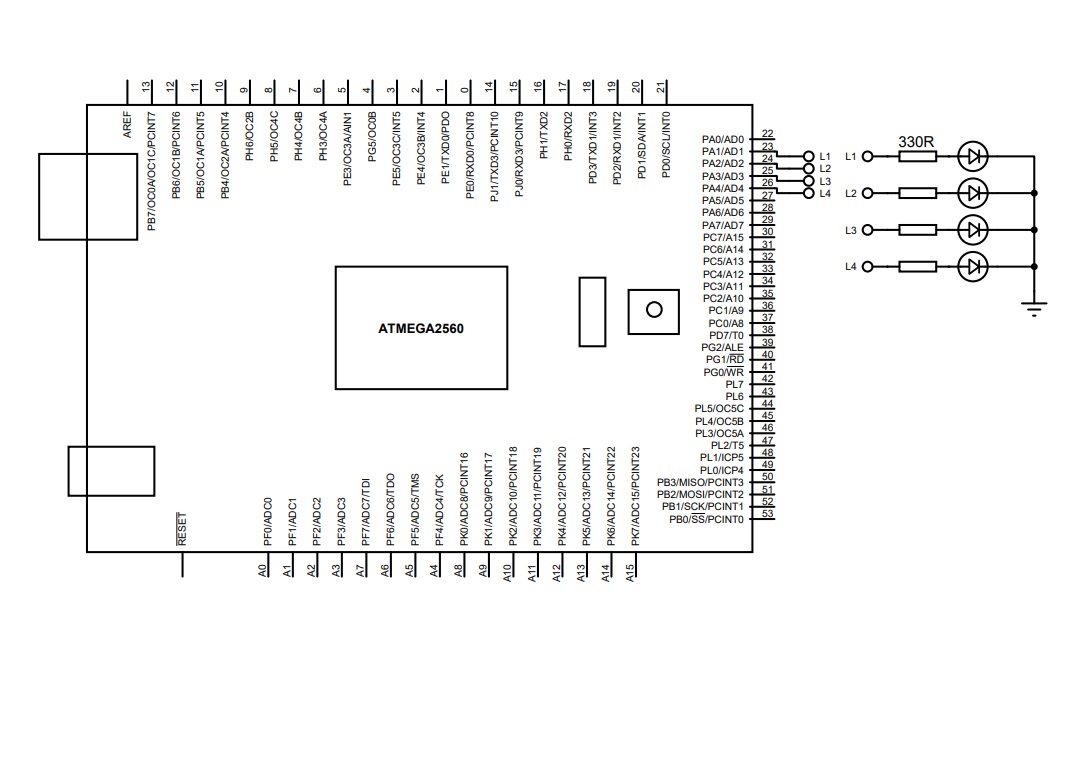 AREF
13
12
11
10
9
8
7
6
5
4
3
2
1
0
14
15
16
17
18
19
20
21
PB7/OC0A/OC1C/PCINT7
PB6/OC1B/PCINT6
PB5/OC1A/PCINT5
PB4/OC2A/PCINT4
PH6/OC2B
PH5/OC4C
PH4/OC4B
PH3/OC4A
PE3/OC3A/AIN1
PG5/OC0B
PE5/OC3C/INT5
PE4/OC3B/INT4
PE1/TXD0/PDO
PE0/RXD0/PCINT8
PJ1/TXD3/PCINT10
PJ0/RXD3/PCINT9
PH1/TXD2
PH0/RXD2
PD3/TXD1/INT3
PD2/RXD1/INT2
PD1/SDA/INT1
PD0/SCL/INT0
PA0/AD0 22
PA1/AD1 23
PA2/AD2 24
PA3/AD3 25
PA4/AD4 26
PA5/AD5 27
PA6/AD6 28
PA7/AD7 29
PC7/A15 30
PC6/A14 31
PC5/A13 32
PC4/A12 33
PC3/A11 34
PC2/A10 35
PC1/A9 36
PC0/A8 37
PD7/T0 38
PG2/ALE 39
PG1/RD 40
PG0/WR 41
PL7 42
PL6 43
PL5/OC5C 44
PL4/OC5B 45
PL3/OC5A 46
PL2/T5 47
PL1/ICP5 48
PL0/ICP4 49
PB3/MISO/PCINT3 50
PB2/MOSI/PCINT2 51
PB1/SCK/PCINT1 52
PB0/SS/PCINT0 53
L1
L2
L3
L4
330R
L1
L2
L3
L4
ATMEGA2560
RESET
PF0/ADC0
PF1/ADC1
PF2/ADC2
PF3/ADC3
PF7/ADC7/TDI
PF6/ADC6/TDO
PF5/ADC5/TMS
PF4/ADC4/TCK
PK0/ADC8/PCINT16
PK1/ADC9/PCINT17
PK2/ADC10/PCINT18
PK3/ADC11/PCINT19
PK4/ADC12/PCINT20
PK5/ADC13/PCINT21
PK6/ADC14/PCINT22
PK7/ADC15/PCINT23
A0
A1
A2
A3
A7
A6
A5
A4
A8
A9
A10
A11
A12
A13
A14
A15